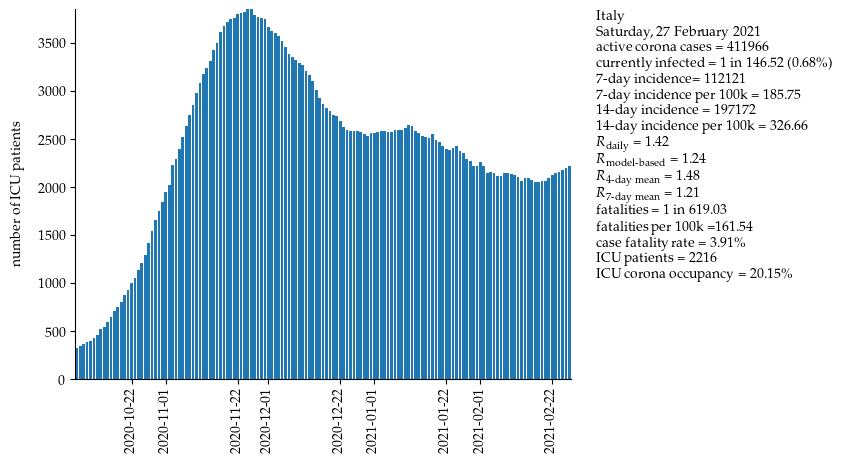 number of ICU patients
3500
3000
2500
2000
1500
1000
500
0
2020-10-22
2020-11-01
2020-11-22
2020-12-01
2020-12-22
2021-01-01
2021-01-22
2021-02-01
2021-02-22
Italy
Saturday, 27 February 2021
active corona cases = 411966
currently infected = 1 in 146.52 (0.68%)
7-day incidence= 112121
7-day incidence per 100k = 185.75
14-day incidence = 197172
14-day incidence per 100k = 326.66
R daily = 1.42
R model-based = 1.24
R 4-day mean = 1.48
R 7-day mean = 1.21
fatalities = 1 in 619.03
fatalities per 100k =161.54
case fatality rate = 3.91%
ICU patients = 2216
ICU corona occupancy = 20.15%